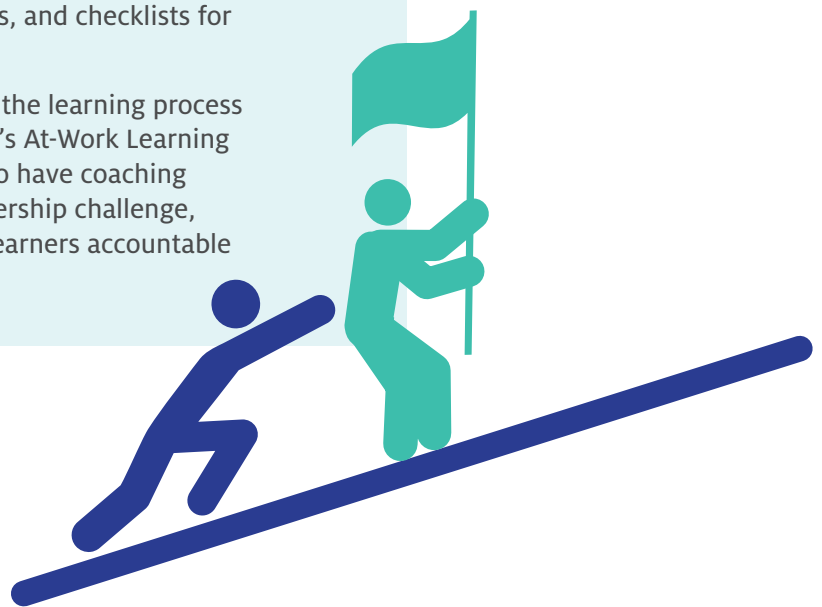 s, and checklists for
the learning process
’s At-Work Learning
o have coaching
ership challenge,
earners accountable